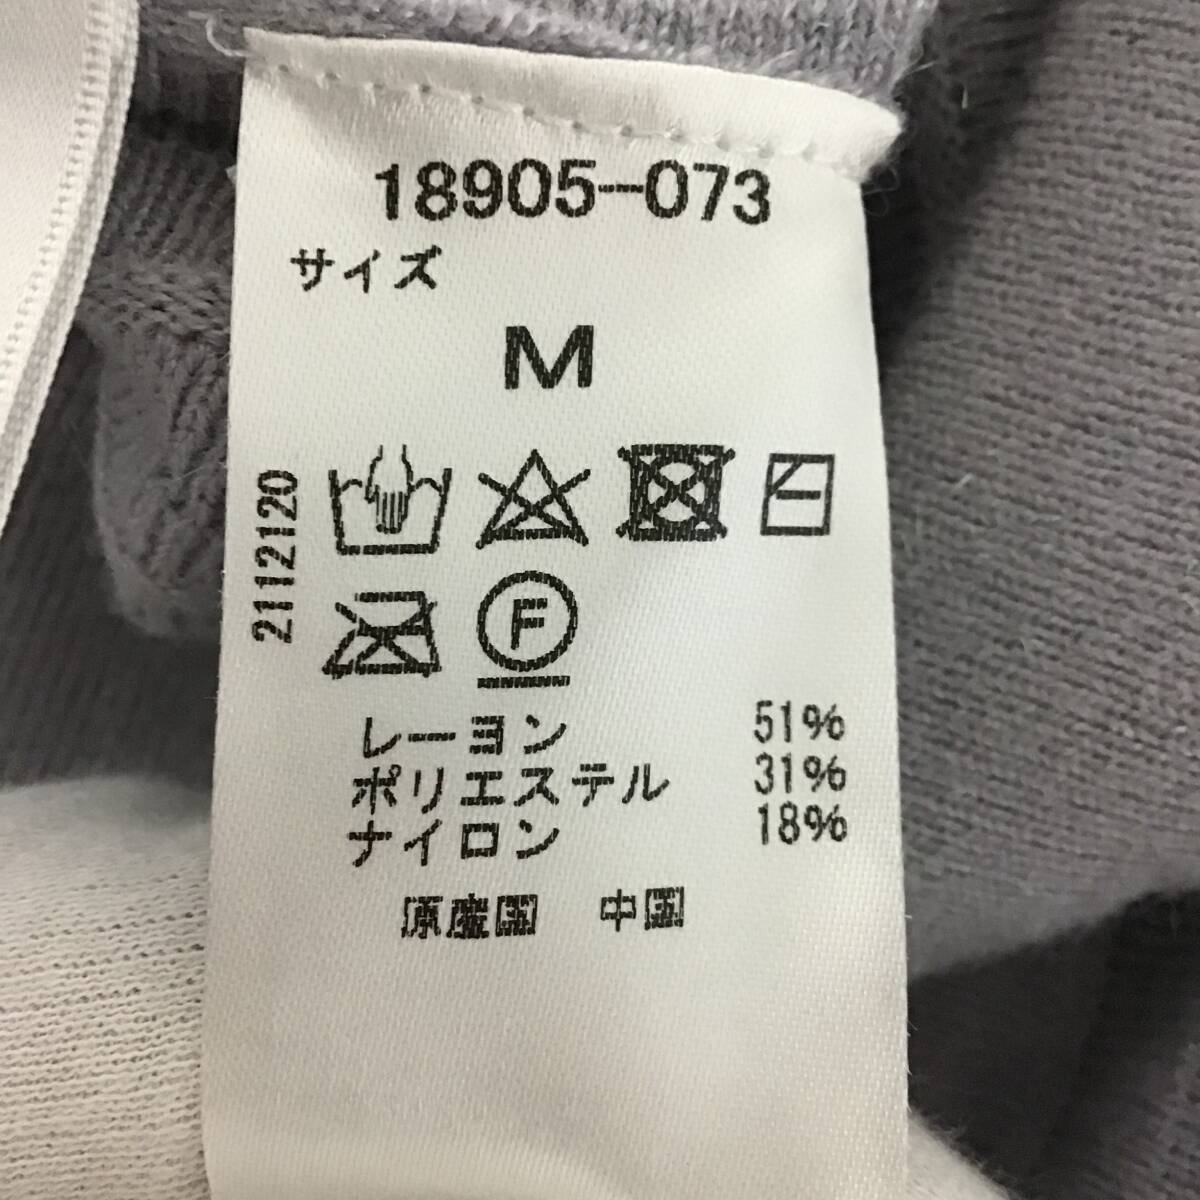 18905-073
サイズ
M
2112120
F
レーヨン 51%
ポリエステル 31%
ナイロン 18%
原産国 中国